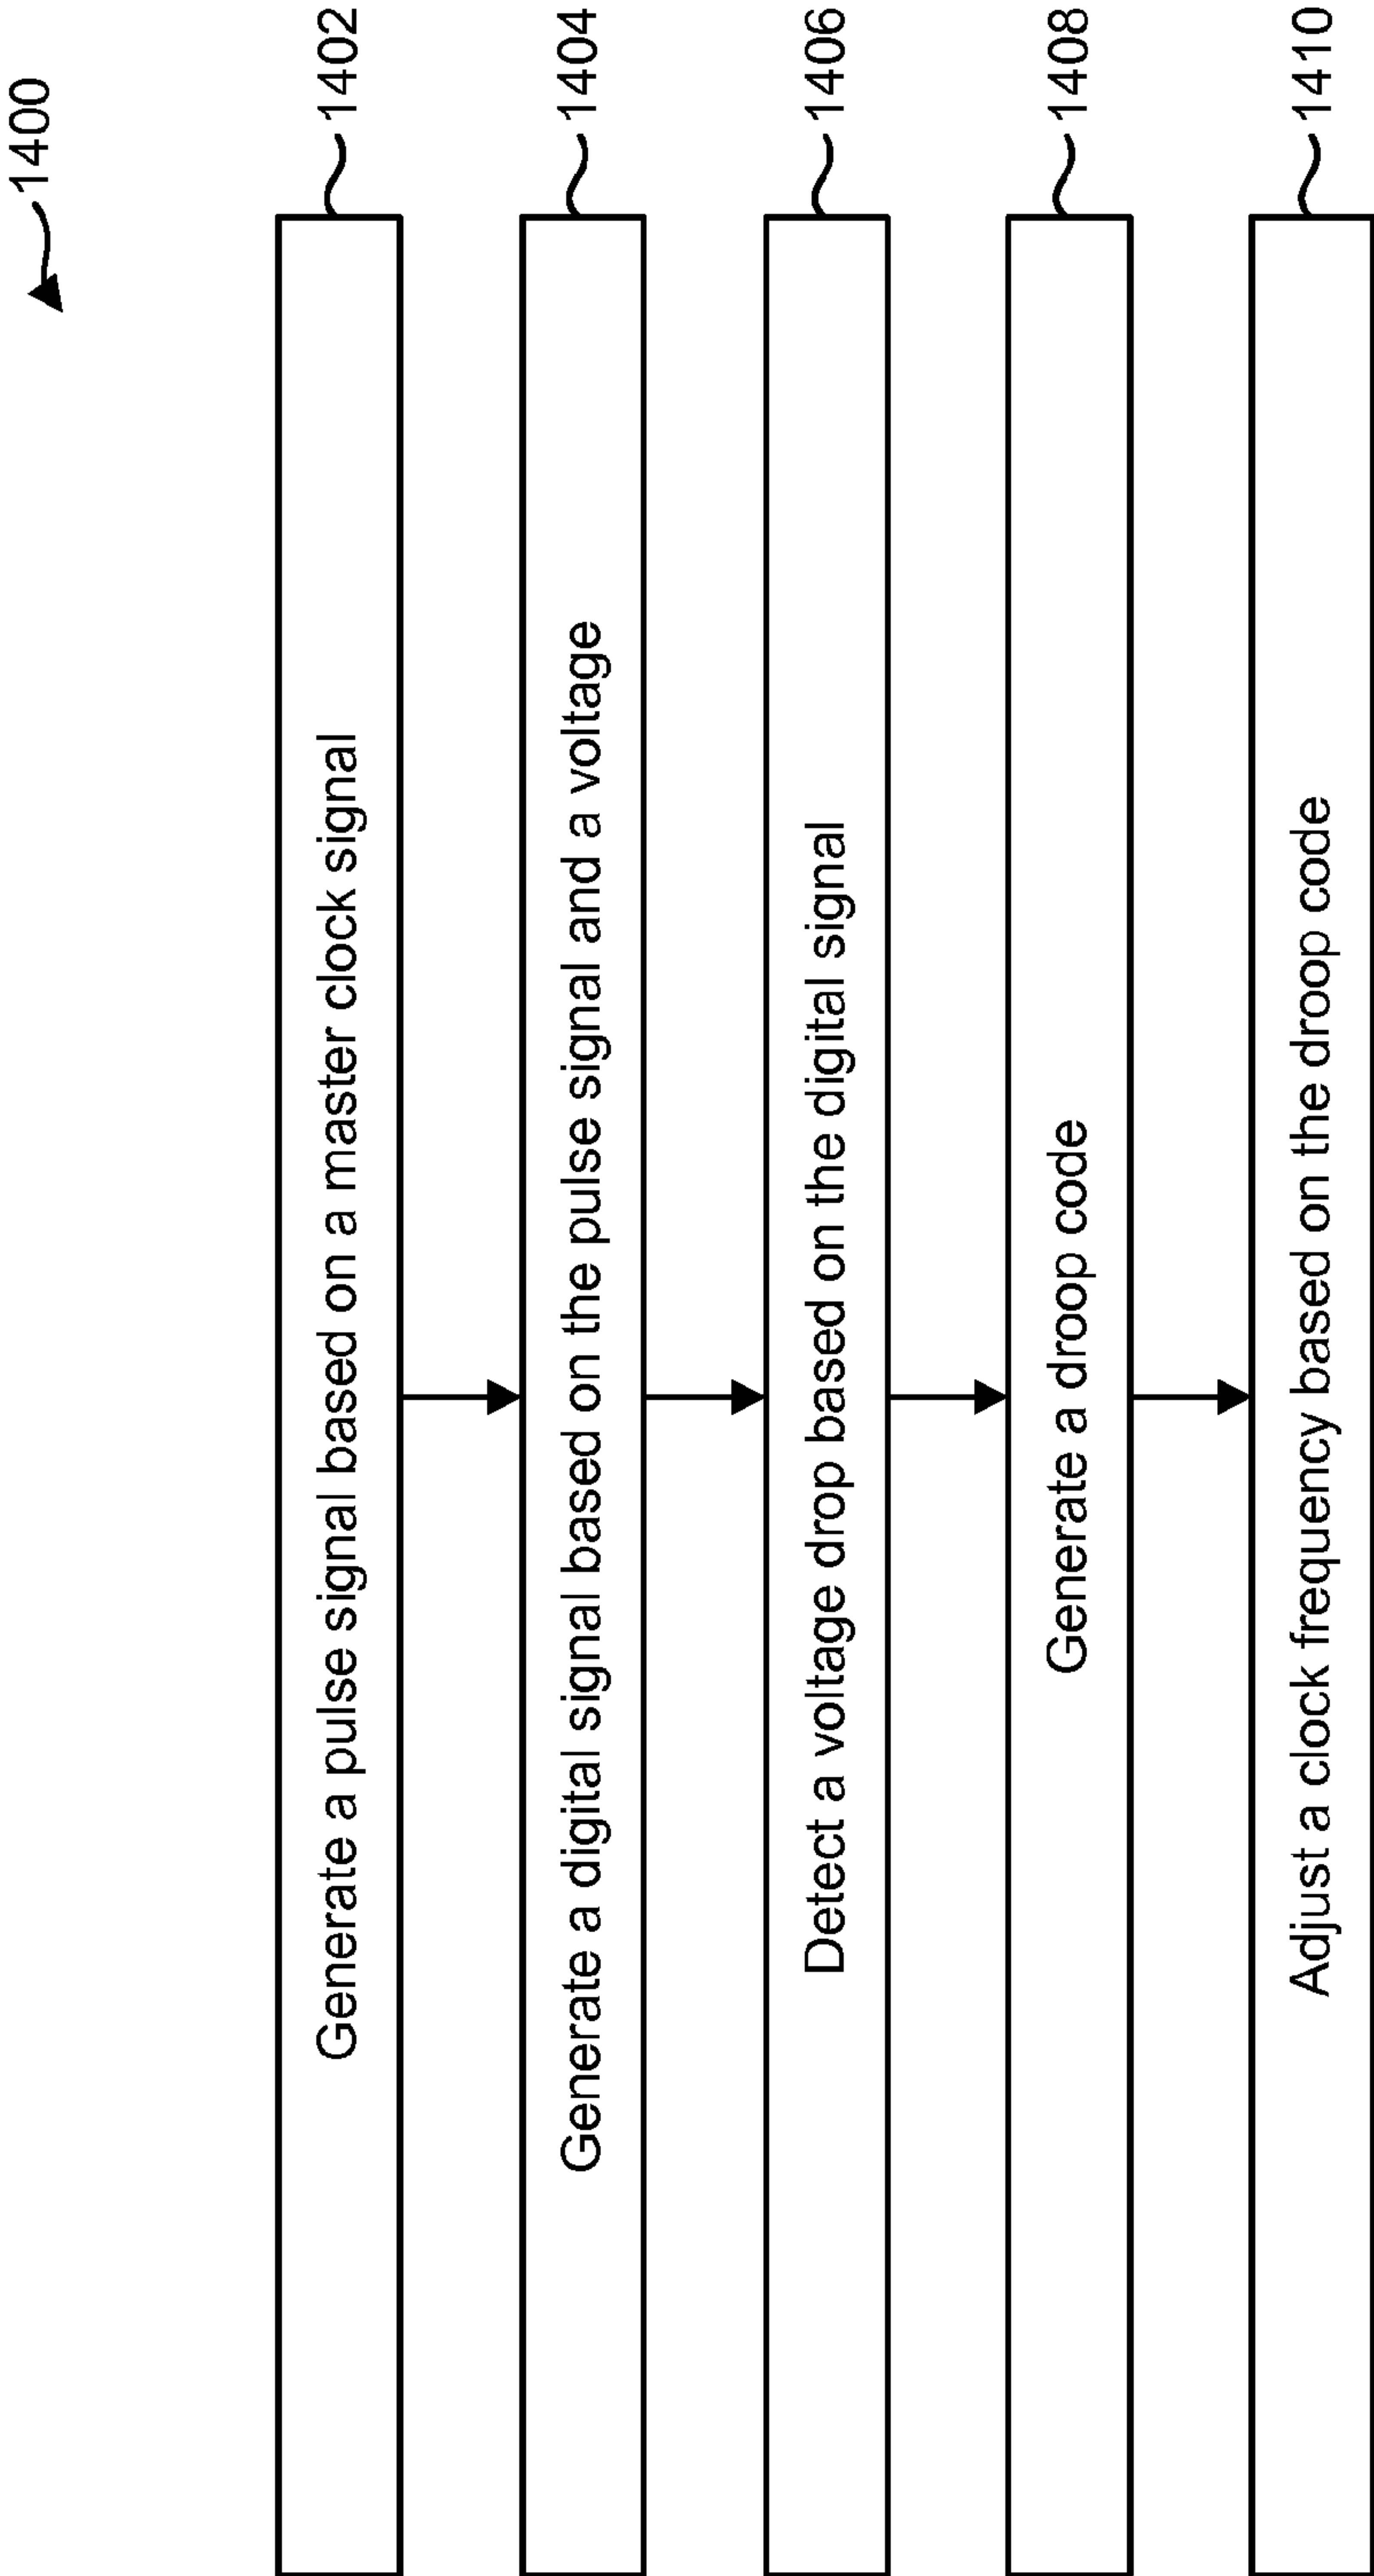 1400
Generate a pulse signal based on a master clock signal
1402
Generate a digital signal based on the pulse signal and a voltage
1404
Detect a voltage drop based on the digital signal
1406
Generate a droop code
1408
Adjust a clock frequency based on the droop code
1410